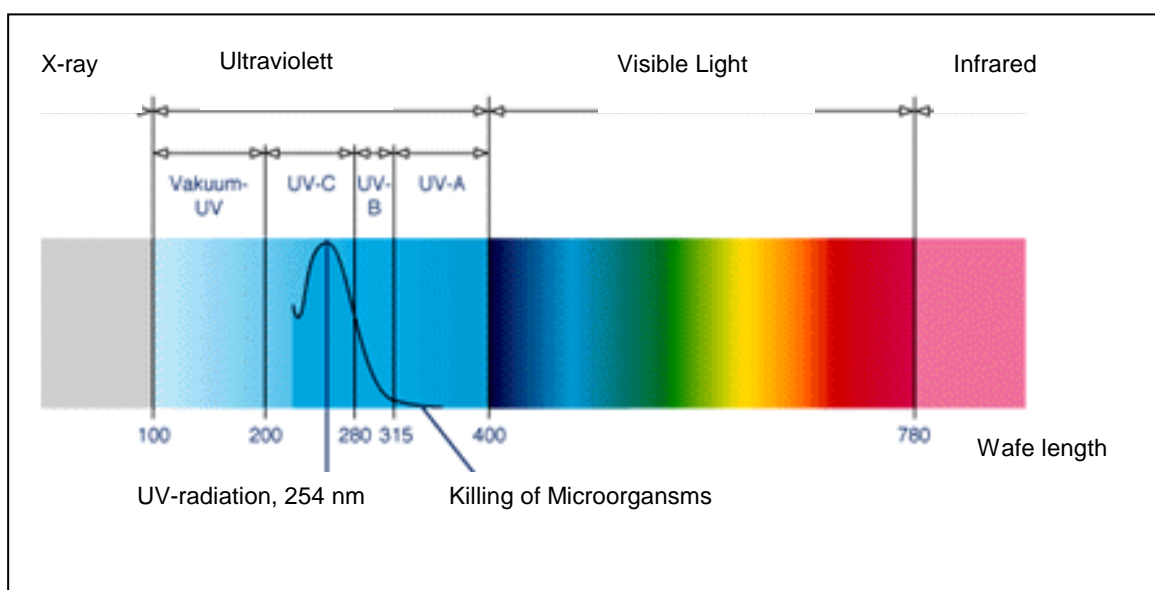 X-ray Ultraviolett Visible Light Infrared
Vakuum-
UV
UV-C
UV-
B
UV-A
100 200 280 315 400 780
Wafe length
UV-radiation, 254 nm Killing of Microorgansms